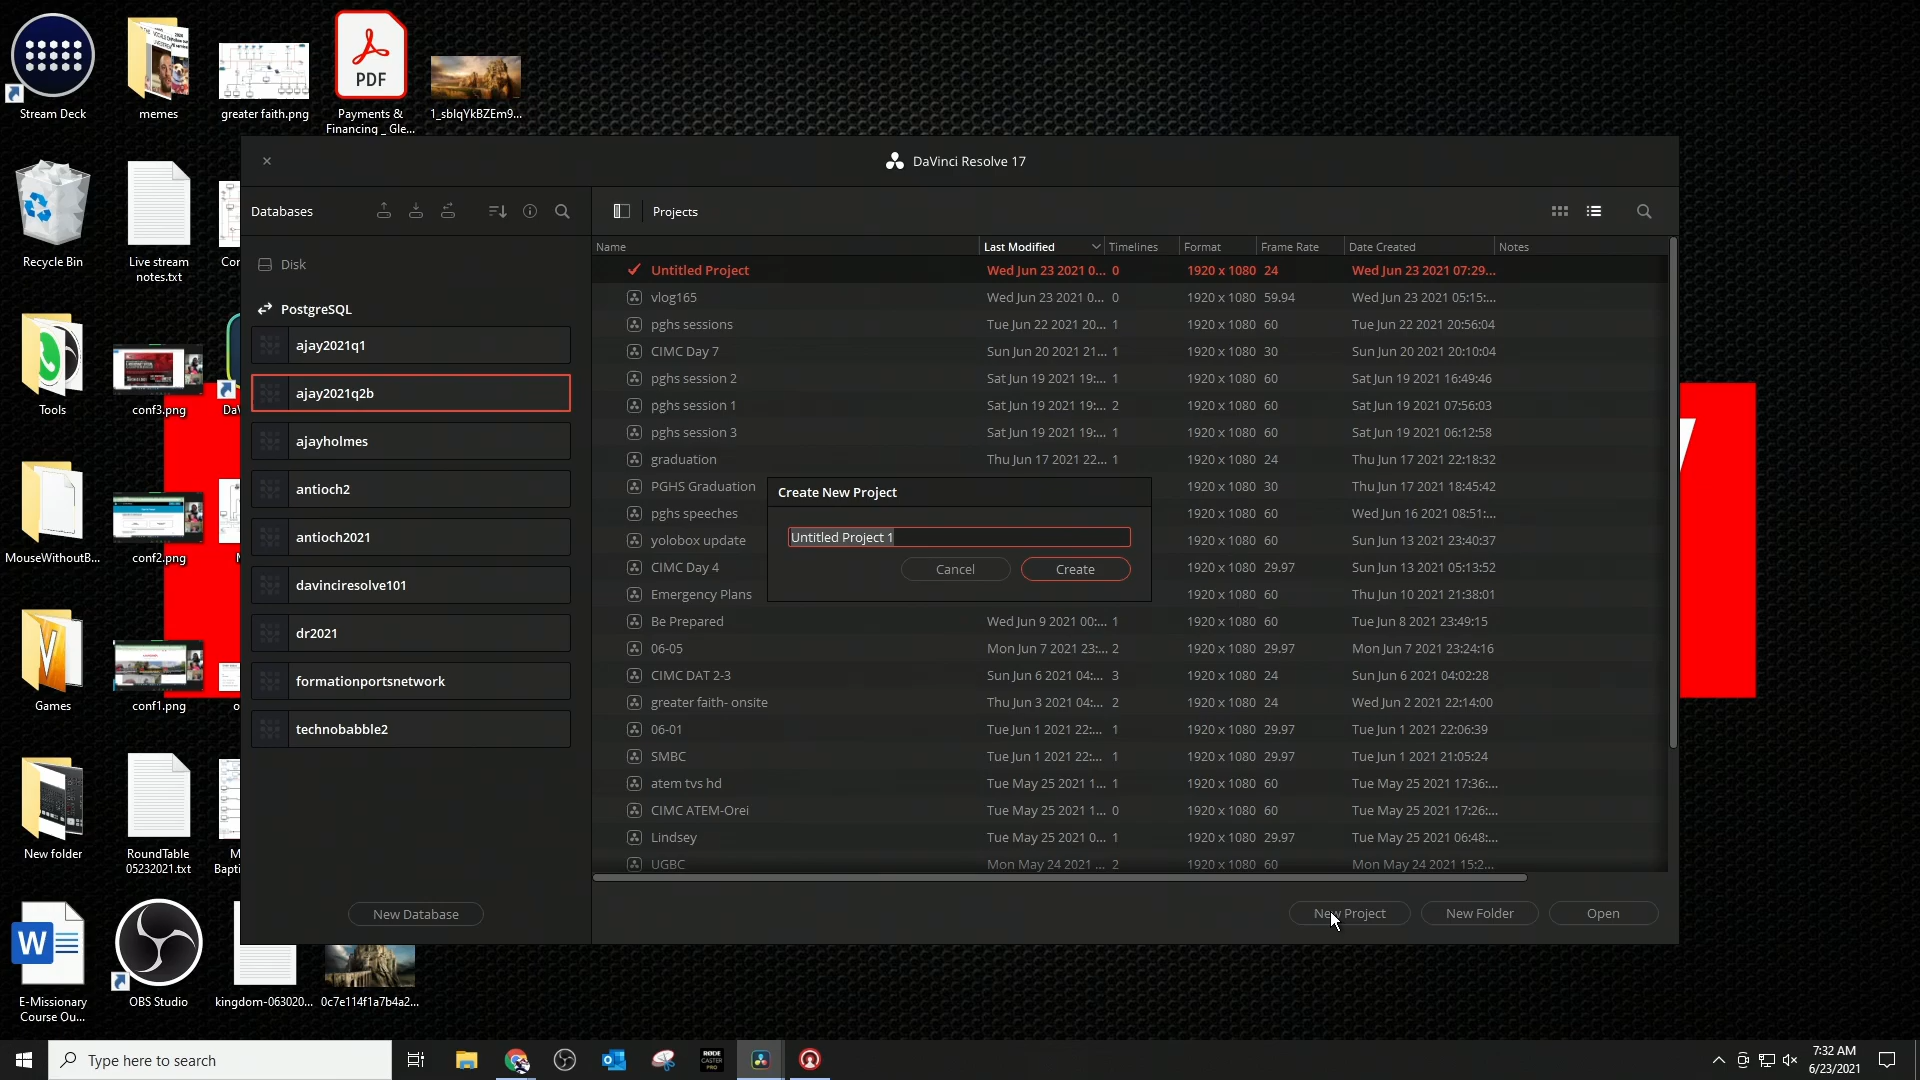 Stream Deck
memes
greater faith.png
PDF
Payments &
Financing _ Gle...
1_sblqYkBZEm9...
Recycle Bin
Live stream
notes.txt
Tools
conf3.png
MouseWithoutB...
conf2.png
Games
conf1.png
New folder
RoundTable
05232021.txt
E-Missionary
Course Ou...
OBS Studio
kingdom-063020...
0c7e114f1a7b4a2...
DaVinci Resolve 17
Databases
Projects
Disk
PostgreSQL
ajay2021q1
ajay2021q2b
ajayholmes
antioch2
antioch2021
davinciresolve101
dr2021
formationportsnetwork
technobabble2
New Database
Name Last Modified Timelines Format Frame Rate Date Created Notes
Untitled Project Wed Jun 23 2021 0... 0 1920 x 1080 24 Wed Jun 23 2021 07:29...
vlog165 Wed Jun 23 2021 0... 0 1920 x 1080 59.94 Wed Jun 23 2021 05:15:...
pghs sessions Tue Jun 22 2021 20... 1 1920 x 1080 60 Tue Jun 22 2021 20:56:04
CIMC Day 7 Sun Jun 20 2021 21... 1 1920 x 1080 30 Sun Jun 20 2021 20:10:04
pghs session 2 Sat Jun 19 2021 19:... 1 1920 x 1080 60 Sat Jun 19 2021 16:49:46
pghs session 1 Sat Jun 19 2021 19:... 2 1920 x 1080 60 Sat Jun 19 2021 07:56:03
pghs session 3 Sat Jun 19 2021 19:... 1 1920 x 1080 60 Sat Jun 19 2021 06:12:58
graduation Thu Jun 17 2021 22... 1 1920 x 1080 24 Thu Jun 17 2021 22:18:32
PGHS Graduation 1920 x 1080 30 Thu Jun 17 2021 18:45:42
pghs speeches 1920 x 1080 60 Wed Jun 16 2021 08:51:...
yolobox update 1920 x 1080 60 Sun Jun 13 2021 23:40:37
CIMC Day 4 1920 x 1080 29.97 Sun Jun 13 2021 05:13:52
Emergency Plans 1920 x 1080 60 Thu Jun 10 2021 21:38:01
Be Prepared Wed Jun 9 2021 00:... 1 1920 x 1080 60 Tue Jun 8 2021 23:49:15
06-05 Mon Jun 7 2021 23:... 2 1920 x 1080 29.97 Mon Jun 7 2021 23:24:16
CIMC DAT 2-3 Sun Jun 6 2021 04:... 3 1920 x 1080 24 Sun Jun 6 2021 04:02:28
greater faith- onsite Thu Jun 3 2021 04:... 2 1920 x 1080 24 Wed Jun 2 2021 22:14:00
06-01 Tue Jun 1 2021 22:... 1 1920 x 1080 29.97 Tue Jun 1 2021 22:06:39
SMBC Tue Jun 1 2021 22:... 1 1920 x 1080 29.97 Tue Jun 1 2021 21:05:24
atem tvs hd Tue May 25 2021 1... 1 1920 x 1080 60 Tue May 25 2021 17:36:...
CIMC ATEM-Orei Tue May 25 2021 1... 0 1920 x 1080 60 Tue May 25 2021 17:26:...
Lindsey Tue May 25 2021 0... 1 1920 x 1080 29.97 Tue May 25 2021 06:48:...
UGBC Mon May 24 2021 ... 2 1920 x 1080 60 Mon May 24 2021 15:2...
Create New Project
Untitled Project 1
Cancel
Create
New Project
New Folder
Open
Type here to search
RØDE
CASTER
PRO
7:32 AM
6/23/2021